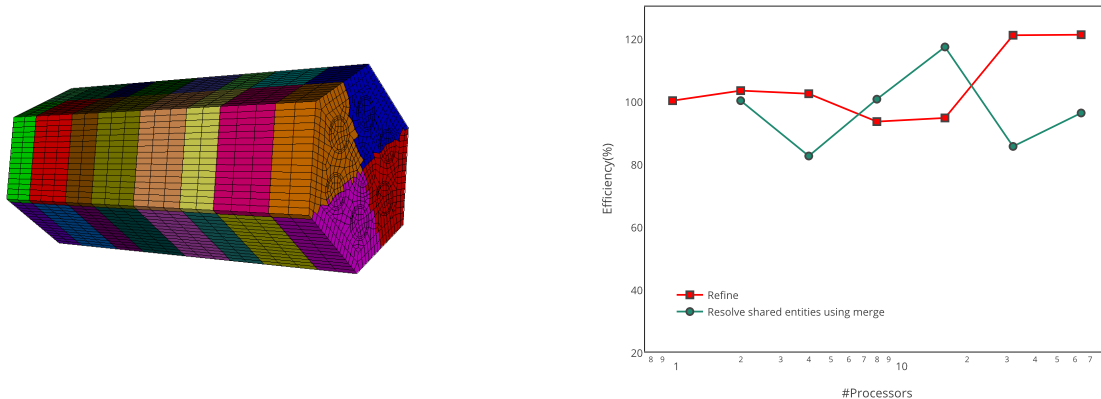 120
100
80
60
40
20
Efficiency(%)
Refine
Resolve shared entities using merge
8 9 1 2 3 4 5 6 7 8 9 10 2 3 4 5 6 7
#Processors